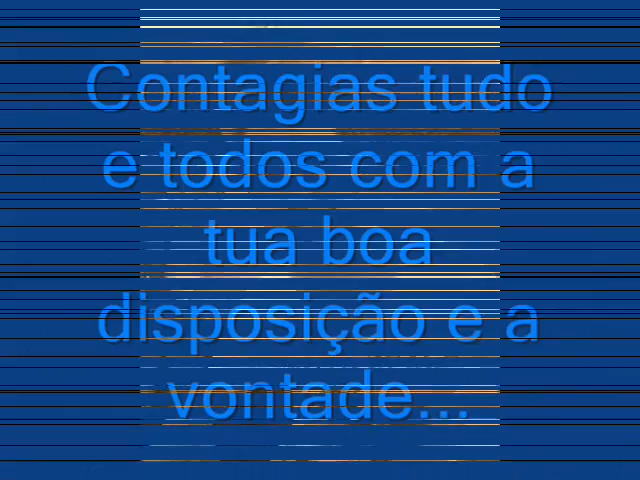 Contagias tudo
e todos com a
tua boa
disposição e a
vontade...